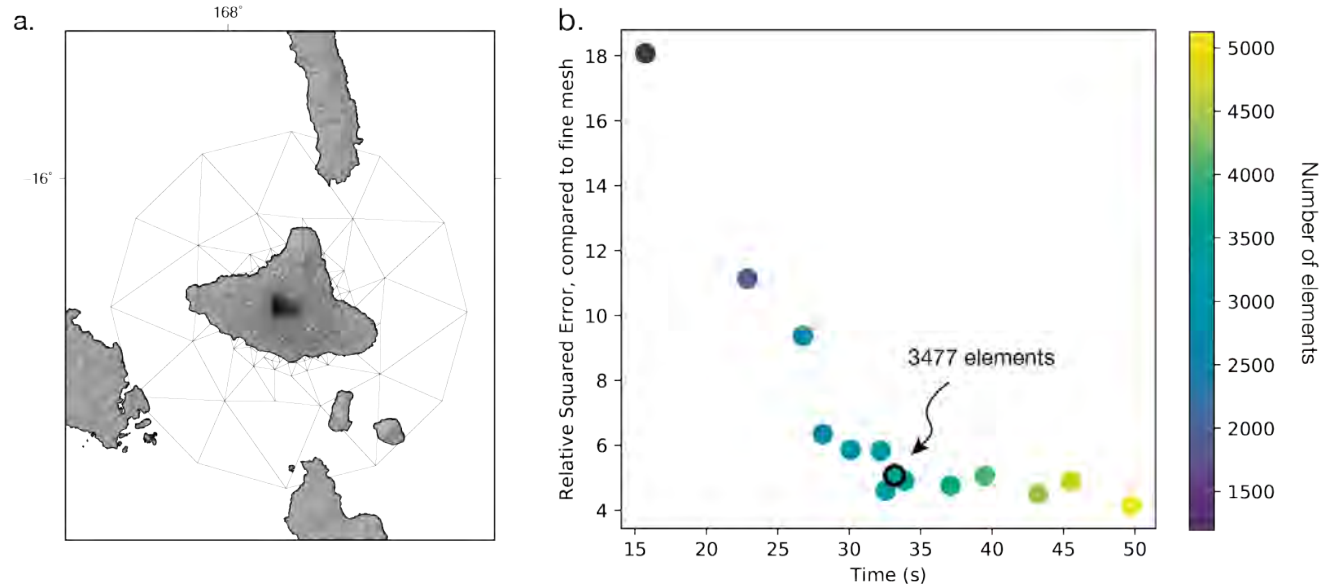 a.
168°
-16°
b.
Relative Squared Error, compared to fine mesh
18
16
14
12
10
8
6
4
3477 elements
15 20 25 30 35 40 45 50
Time (s)
5000
4500
4000
3500
3000
2500
2000
1500
Number of elements